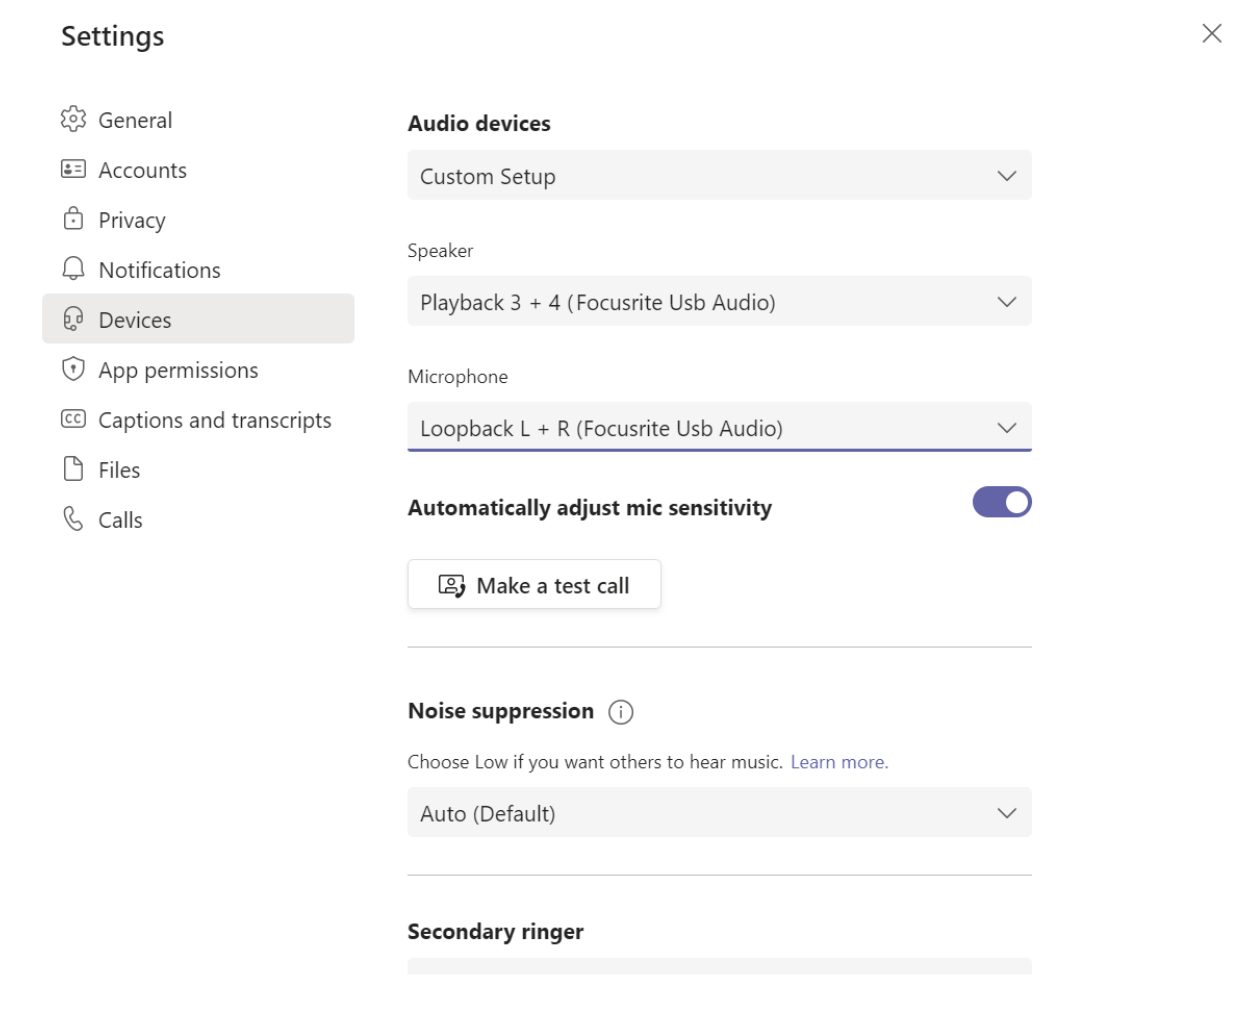 Settings
General
Accounts
Privacy
Notifications
Devices
App permissions
CC Captions and transcripts
Files
Calls
Audio devices
Custom Setup
Speaker
Playback 3 + 4 (Focusrite Usb Audio)
Microphone
Loopback L + R (Focusrite Usb Audio)
Automatically adjust mic sensitivity
Make a test call
Noise suppression
Choose Low if you want others to hear music. Learn more.
Auto (Default)
Secondary ringer